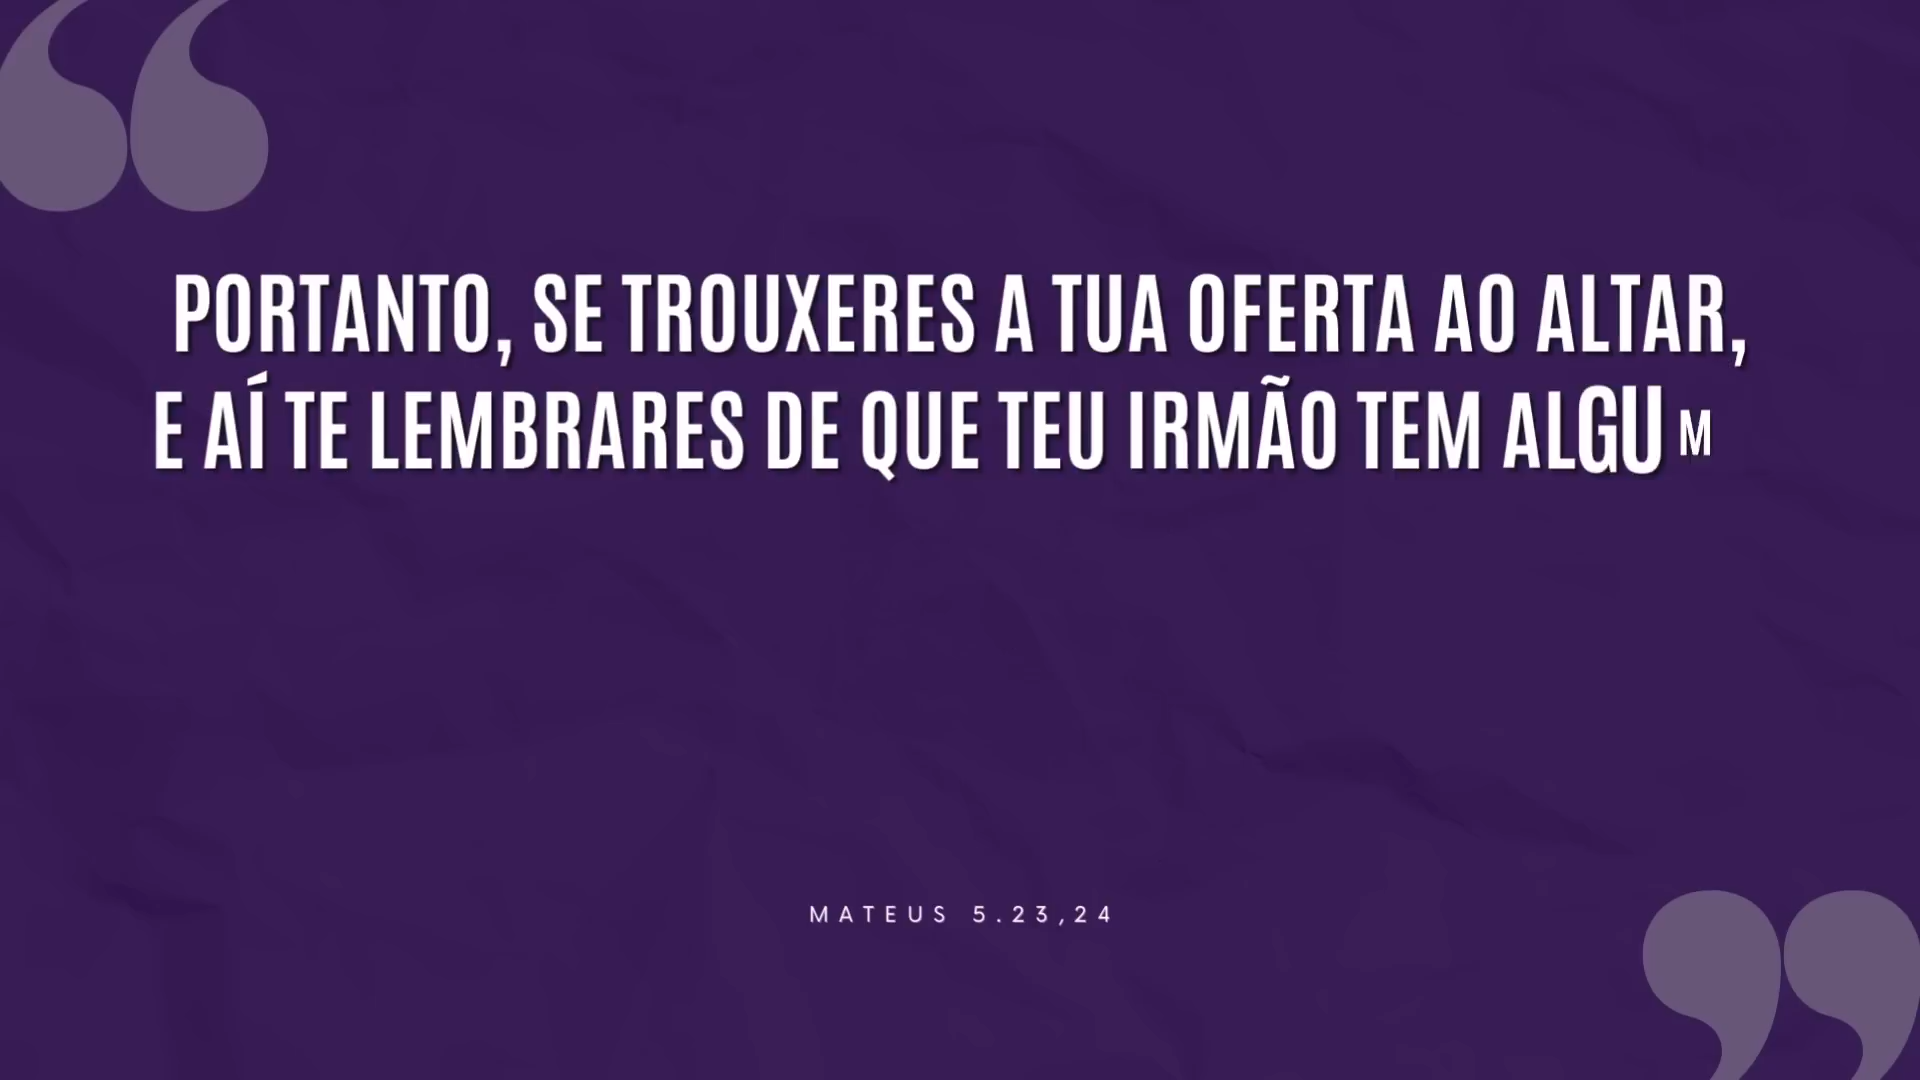 PORTANTO, SE TROUXERES A TUA OFERTA AO ALTAR,
E AÍ TE LEMBRARES DE QUE TEU IRMÃO TEM ALGUM
MATEUS 5.23,24